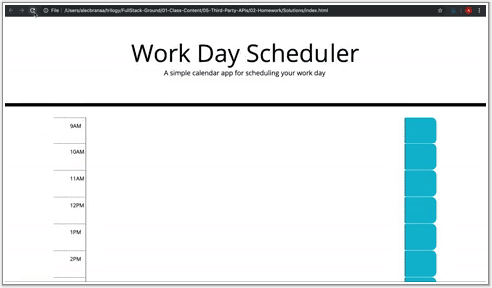 File /Users/alecbranaa/trilogy/FullStack-Ground/01-Class-Content/05-Third-Party-APIs/02-Homework/Solutions/index.html
Work Day Scheduler
A simple calendar app for scheduling your work day
9AM
10AM
11AM
12PM
1PM
2PM